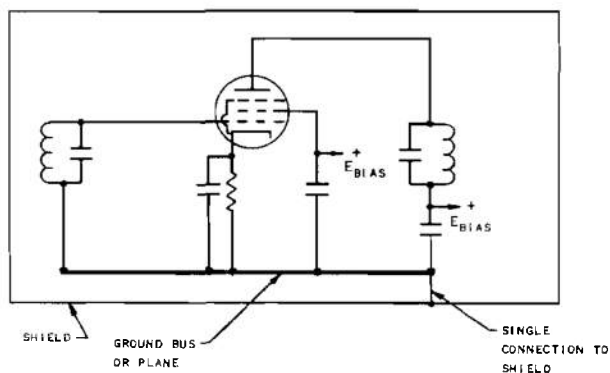 +
E BIAS
+
E BIAS
SHIELD
GROUND BUS
OR PLANE
SINGLE
CONNECTION TO
SHIELD